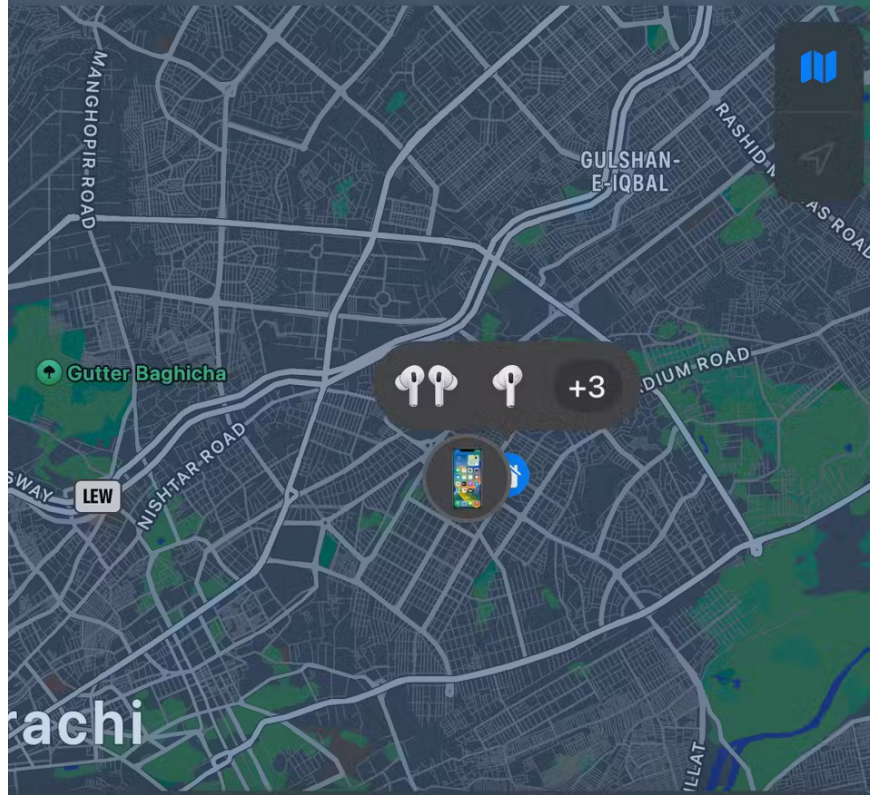 MANGHOPIR ROAD
GULSHAN-
E-IQBAL
RASHID
AS ROAD
Gutter Baghicha
+3
DIUM ROAD
SWAY
LEW
NISHTAR ROAD
rachi
LLAT